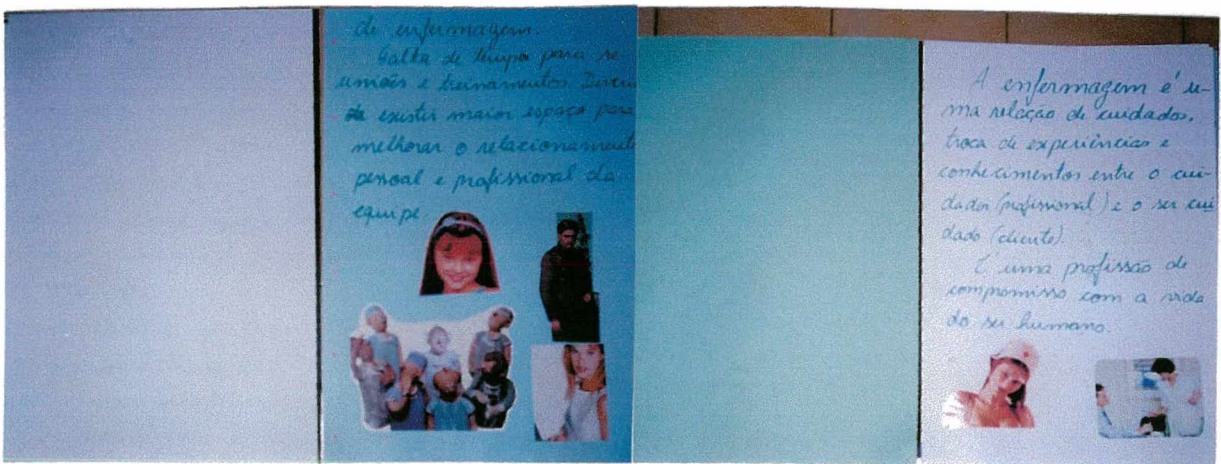 de enfermagem.
Falta de tempo para re
uniões e treinamentos. Deveria
existir maior espaço para
melhorar o relacionamento
pessoal e profissional da
equipe.
A enfermagem é u-
ma relação de cuidados,
troca de experiências e
conhecimentos entre o cui-
dador (profissional) e o ser cui
dado (cliente).
É uma profissão de
compromisso com a vida
do ser humano.